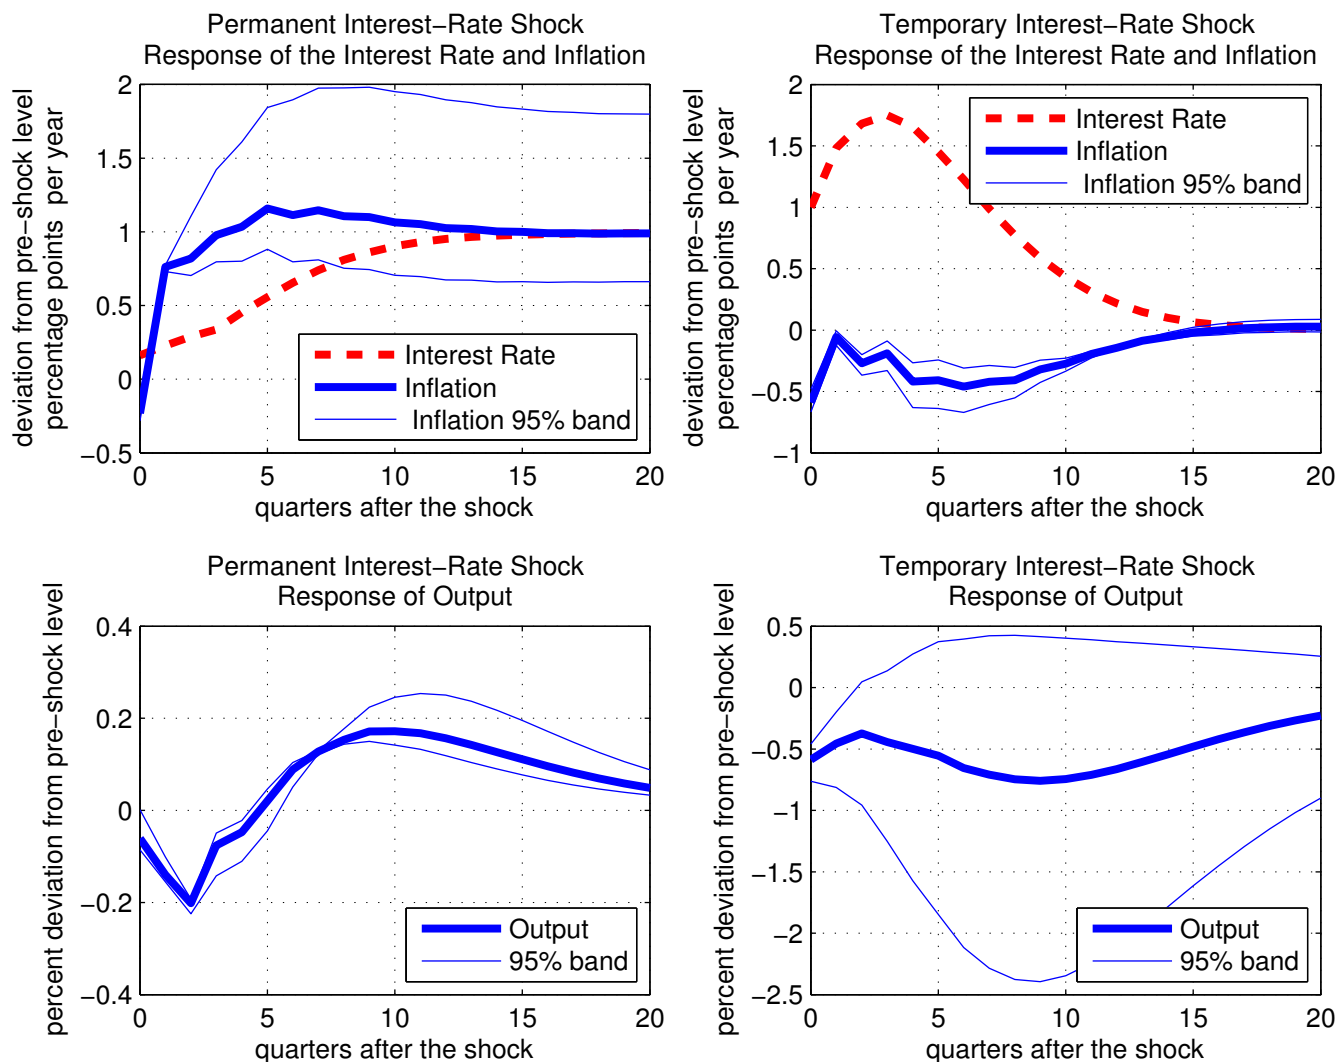 Permanent Interest−Rate Shock
Response of the Interest Rate and Inflation
deviation from pre−shock level
percentage points per year
2
1.5
1
0.5
0
−0.5
Interest Rate
Inflation
Inflation 95% band
0 5 10 15 20
quarters after the shock
Temporary Interest−Rate Shock
Response of the Interest Rate and Inflation
deviation from pre−shock level
percentage points per year
2
1.5
1
0.5
0
−0.5
−1
Interest Rate
Inflation
Inflation 95% band
0 5 10 15 20
quarters after the shock
Permanent Interest−Rate Shock
Response of Output
percent deviation from pre−shock level
0.4
0.2
0
−0.2
−0.4
Output
95% band
0 5 10 15 20
quarters after the shock
Temporary Interest−Rate Shock
Response of Output
percent deviation from pre−shock level
0.5
0
−0.5
−1
−1.5
−2
−2.5
Output
95% band
0 5 10 15 20
quarters after the shock